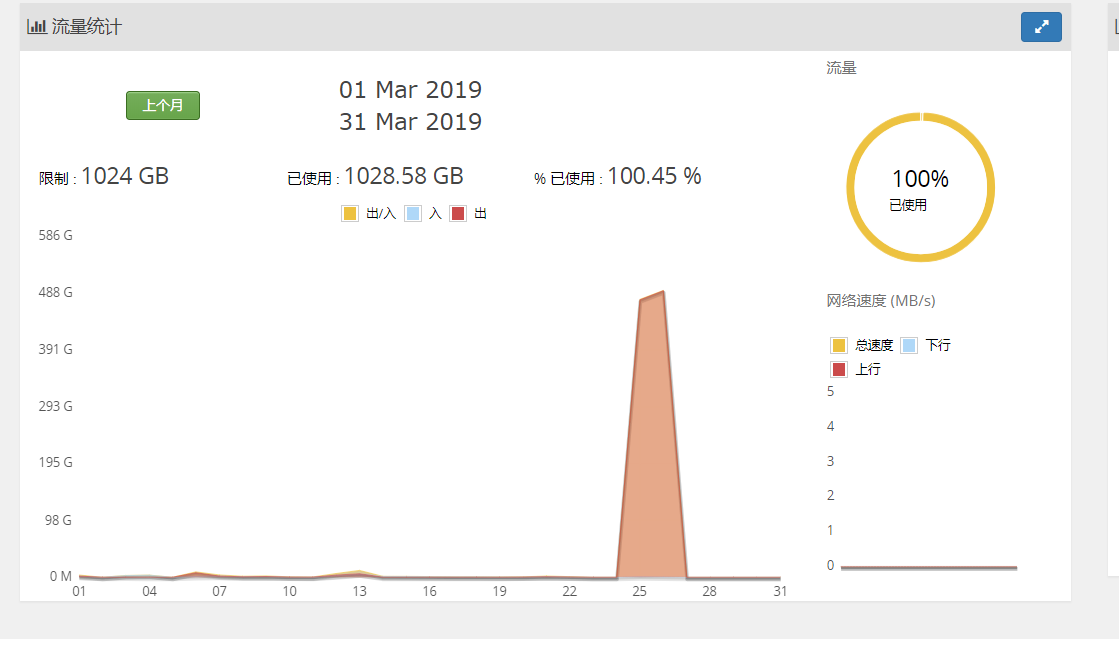 流量统计
上个月
01 Mar 2019
31 Mar 2019
限制 : 1024 GB
已使用 : 1028.58 GB
% 已使用 : 100.45 %
出/入 入 出
586 G
488 G
391 G
293 G
195 G
98 G
0 M
01 04 07 10 13 16 19 22 25 28 31
流量
100%
已使用
网络速度 (MB/s)
总速度 下行
上行
5
4
3
2
1
0